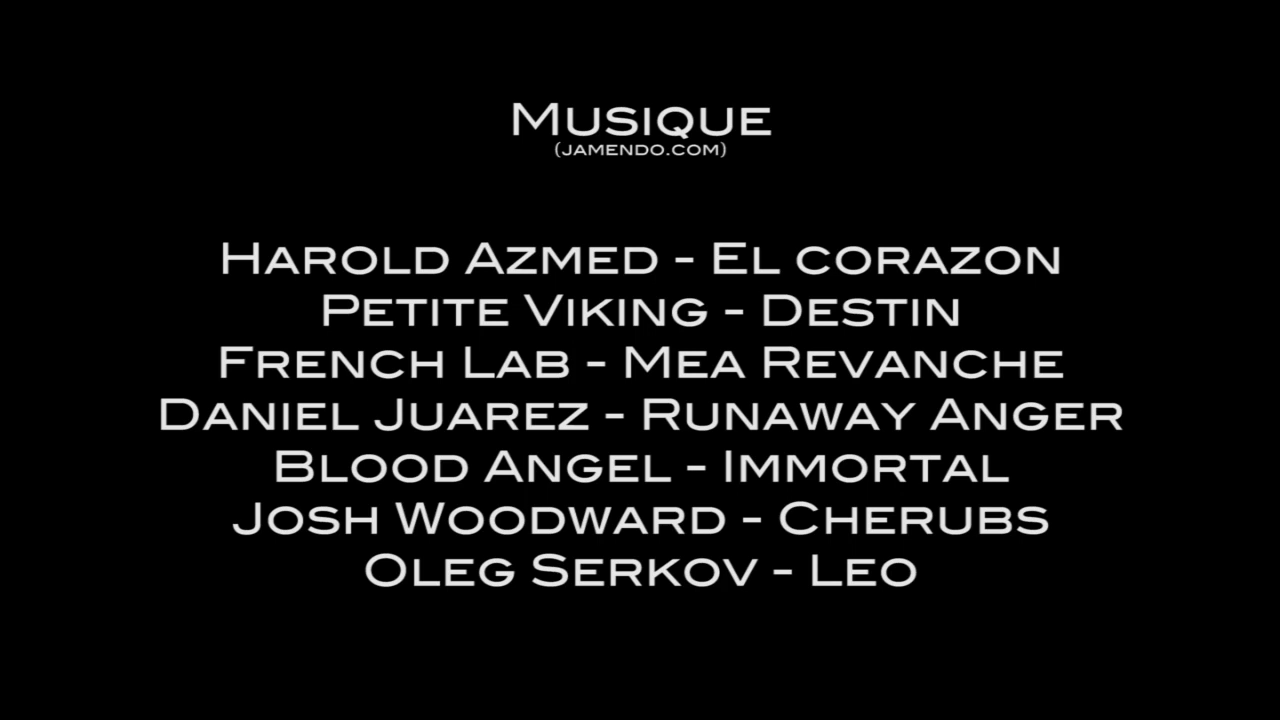 Musique
(jamendo.com)
Harold Azmed - El corazon
Petite Viking - Destin
French Lab - Mea Revanche
Daniel Juarez - Runaway Anger
Blood Angel - Immortal
Josh Woodward - Cherubs
Oleg Serkov - Leo